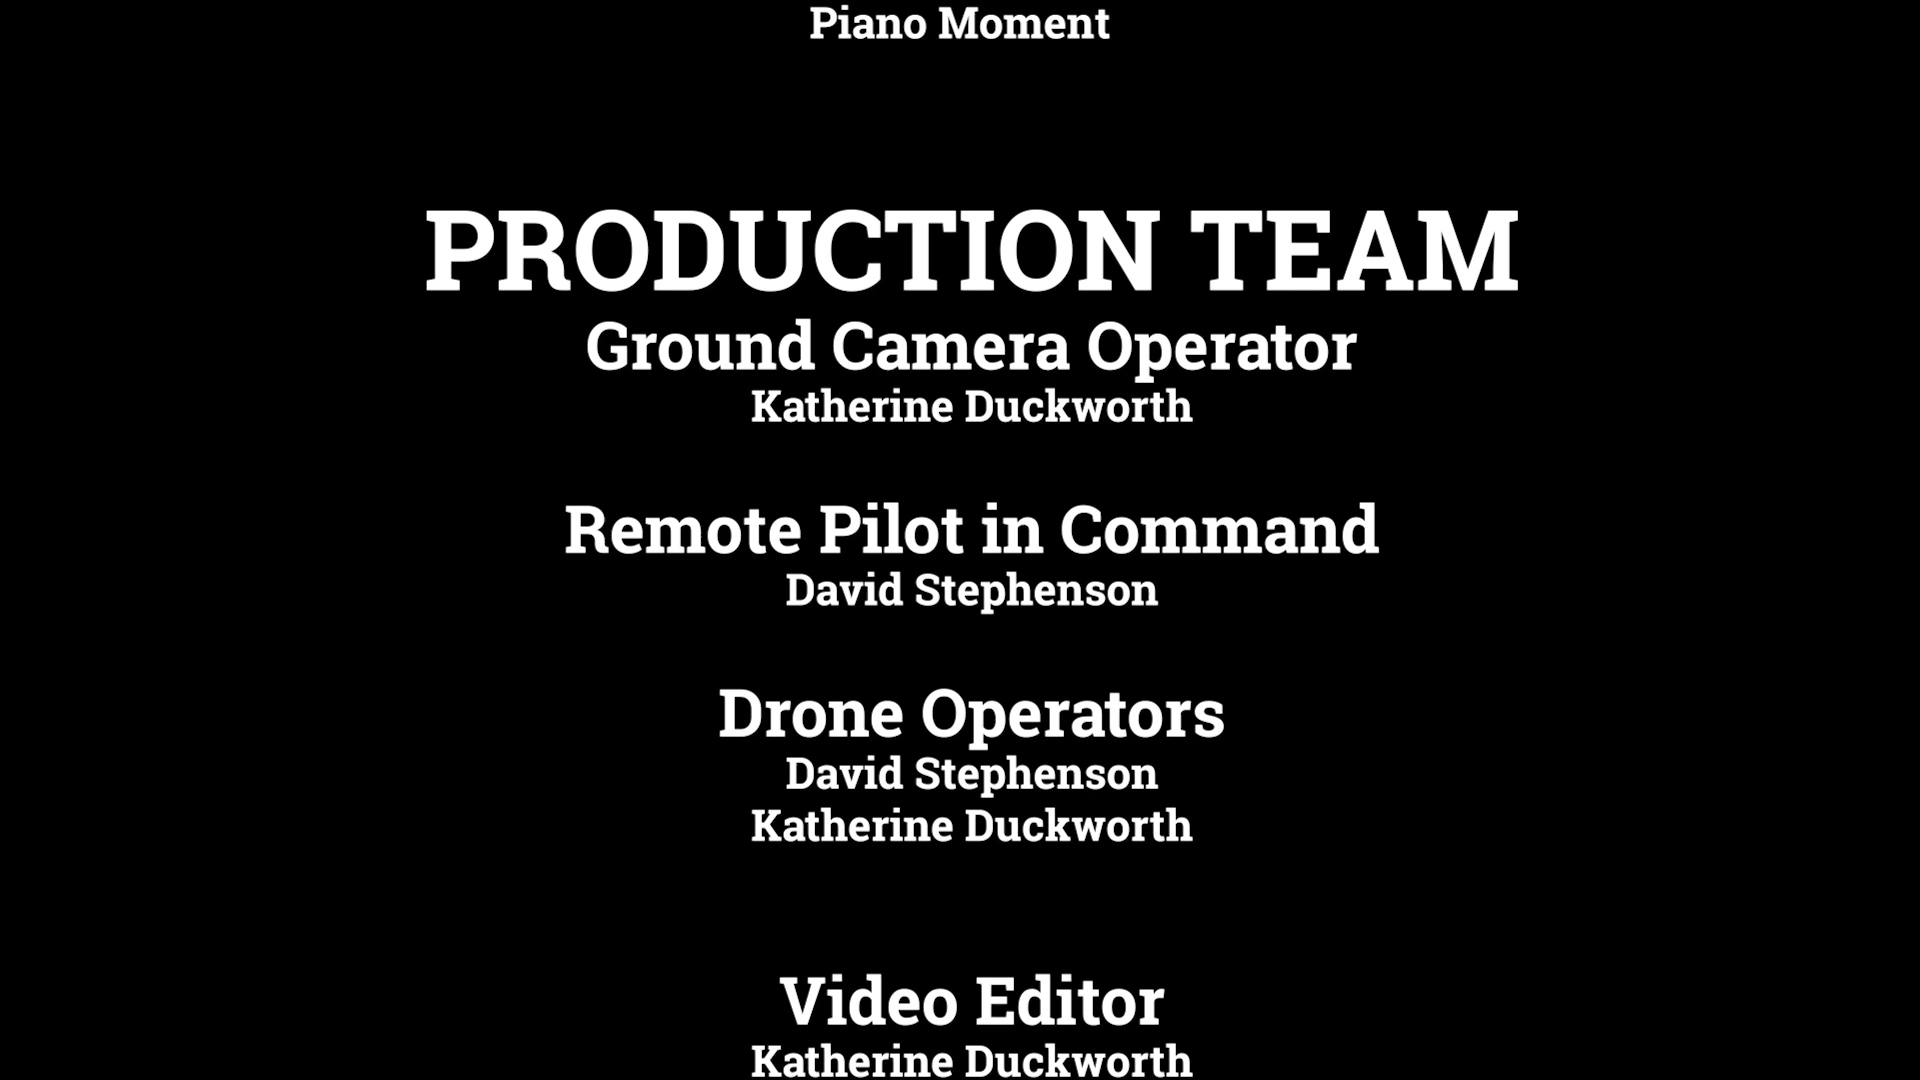 Piano Moment
PRODUCTION TEAM
Ground Camera Operator
Katherine Duckworth
Remote Pilot in Command
David Stephenson
Drone Operators
David Stephenson
Katherine Duckworth
Video Editor
Katherine Duckworth